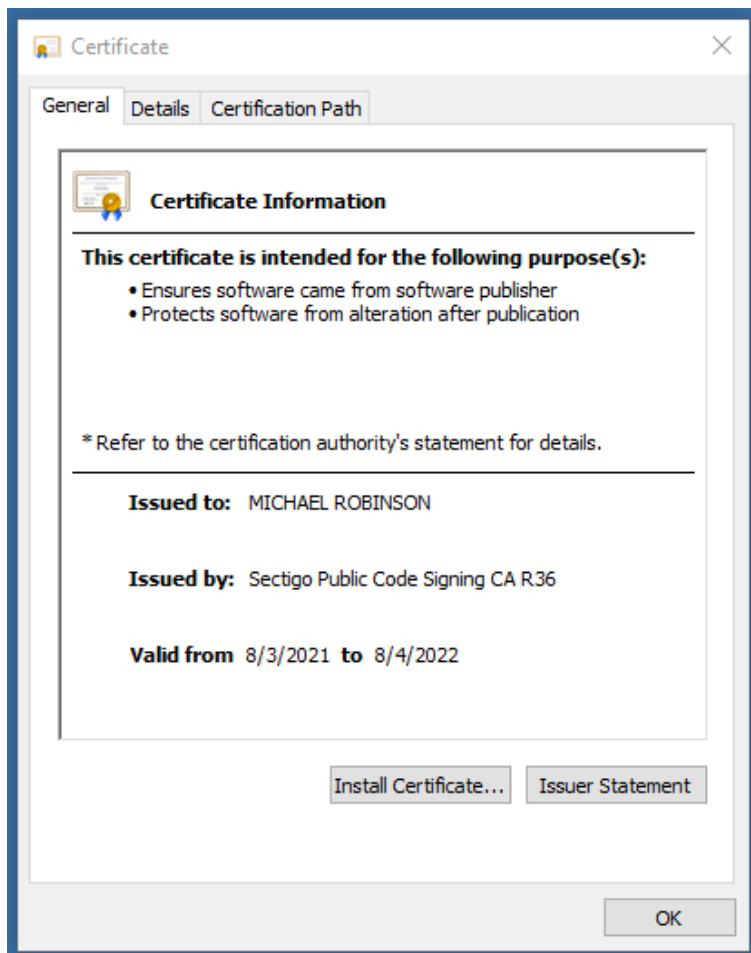 Certificate
General Details Certification Path
Certificate Information
This certificate is intended for the following purpose(s):
• Ensures software came from software publisher
• Protects software from alteration after publication
* Refer to the certification authority's statement for details.
Issued to: MICHAEL ROBINSON
Issued by: Sectigo Public Code Signing CA R36
Valid from 8/3/2021 to 8/4/2022
Install Certificate... Issuer Statement
OK